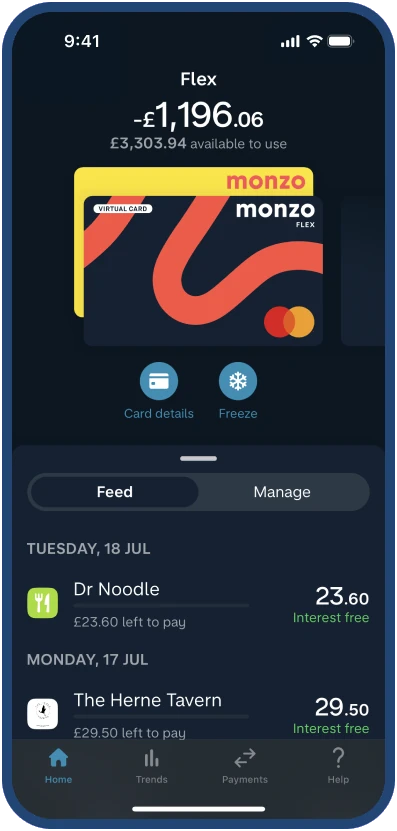 9:41
Flex
-£1,196.06
£3,303.94 available to use
monzo
VIRTUAL CARD
monzo
FLEX
Card details
Freeze
Feed
Manage
TUESDAY, 18 JUL
Dr Noodle
23.60
£23.60 left to pay
Interest free
MONDAY, 17 JUL
The Herne Tavern
29.50
£29.50 left to pay
Interest free
Home
Trends
Payments
Help